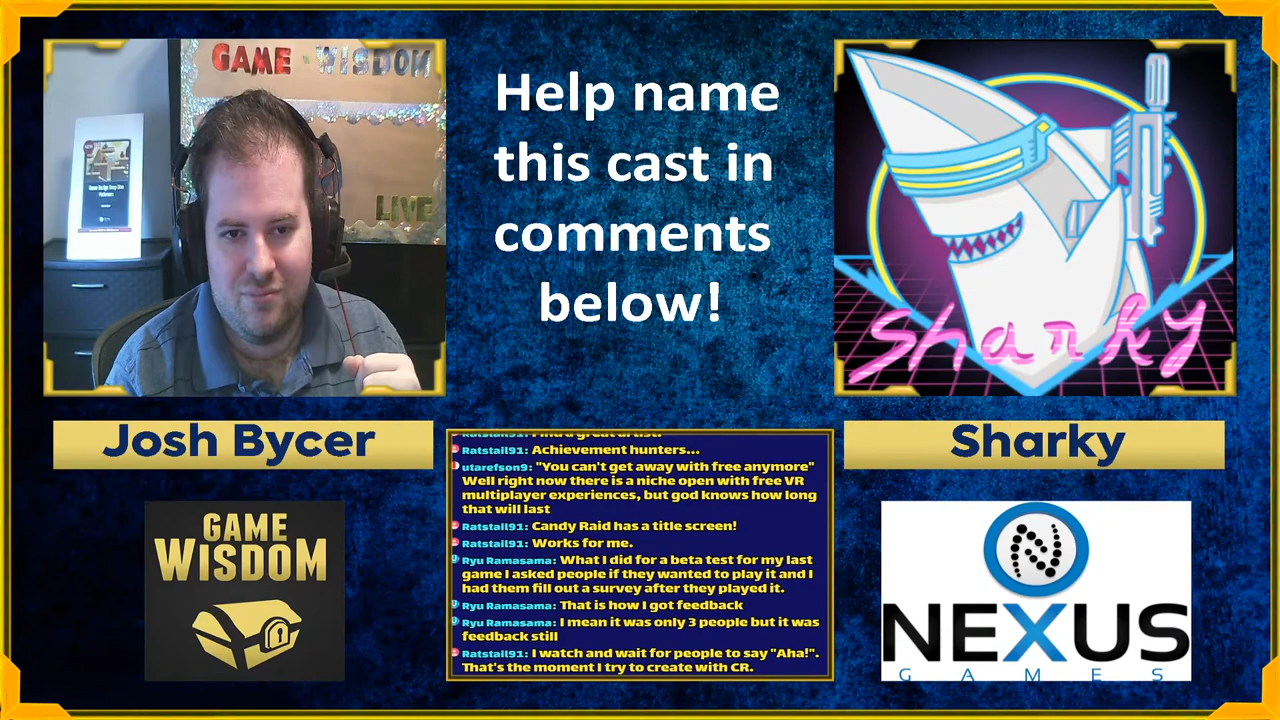 GAME WISDOM
LIVE
Help name
this cast in
comments
below!
Sharky
Josh Bycer
Sharky
Ratstail91: Achievement hunters...
utarefson9: "You can't get away with free anymore"
Well right now there is a niche open with free VR
multiplayer experiences, but god knows how long
that will last
Ratstail91: Candy Raid has a title screen!
Ratstail91: Works for me.
Ryu Ramasama: What I did for a beta test for my last
game I asked people if they wanted to play it and I
had them fill out a survey after they played it.
Ryu Ramasama: That is how I got feedback
Ryu Ramasama: I mean it was only 3 people but it was
feedback still
Ratstail91: I watch and wait for people to say "Aha!".
That's the moment I try to create with CR.
GAME
WISDOM
N
NEXUS
GAMES